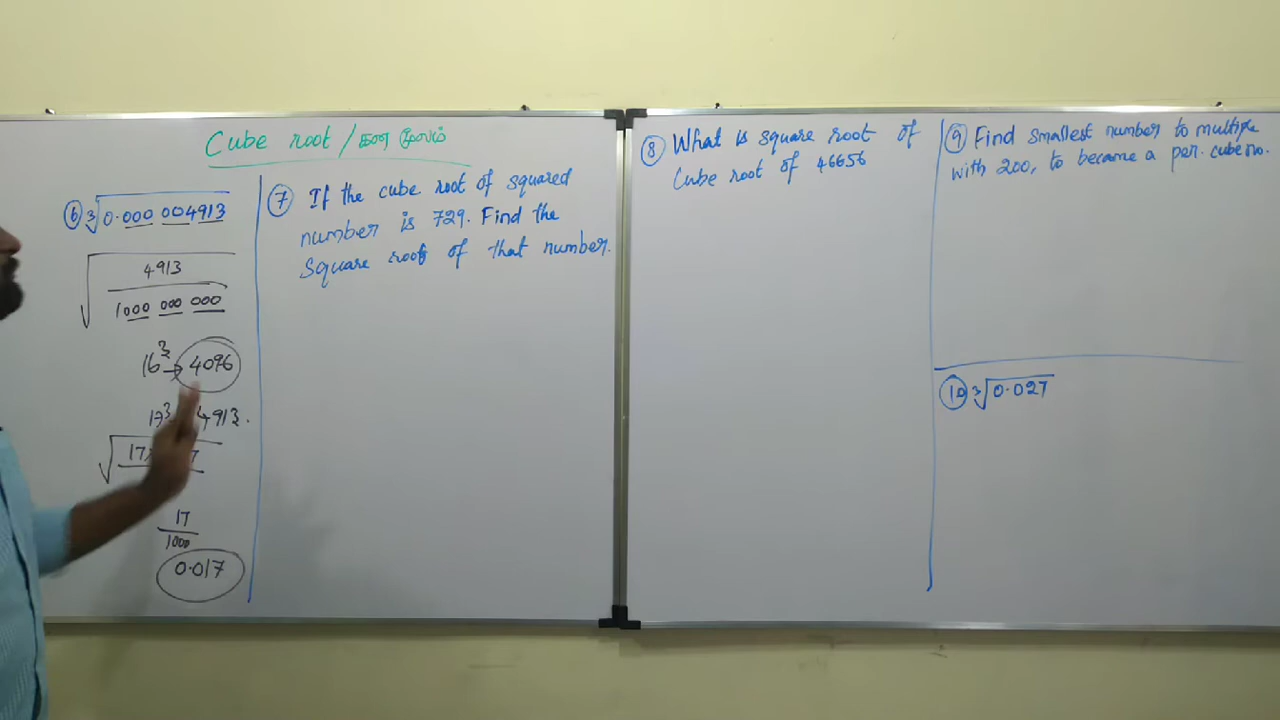 Cube root / கன மூலம்
⑥ ∛0.000 004913
√4913
1000 000 000
16³ → 4096
17³ 4913.
17
1000
0.017
⑦ If the cube root of squared
number is 729. Find the
Square root of that number.
⑧ What is square root of
Cube root of 46656
⑨ Find smallest number to multiple
with 200, to became a per. cube no.
⑩ ∛0.027